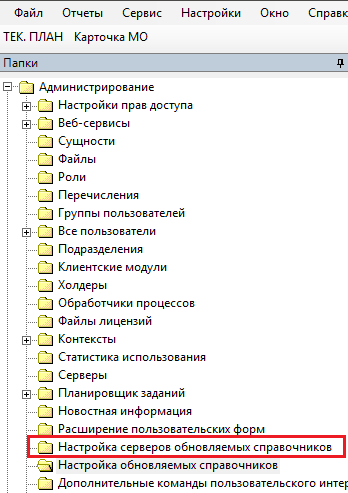 Файл Отчеты Сервис Настройки Окно Справк
ТЕК. ПЛАН Карточка МО
Папки
Администрирование
Настройки прав доступа
Веб-сервисы
Сущности
Файлы
Роли
Перечисления
Группы пользователей
Все пользователи
Подразделения
Клиентские модули
Холдеры
Обработчики процессов
Файлы лицензий
Контексты
Статистика использования
Серверы
Планировщик заданий
Новостная информация
Расширение пользовательских форм
Настройка серверов обновляемых справочников
Настройка обновляемых справочников
Дополнительные команды пользовательского интер